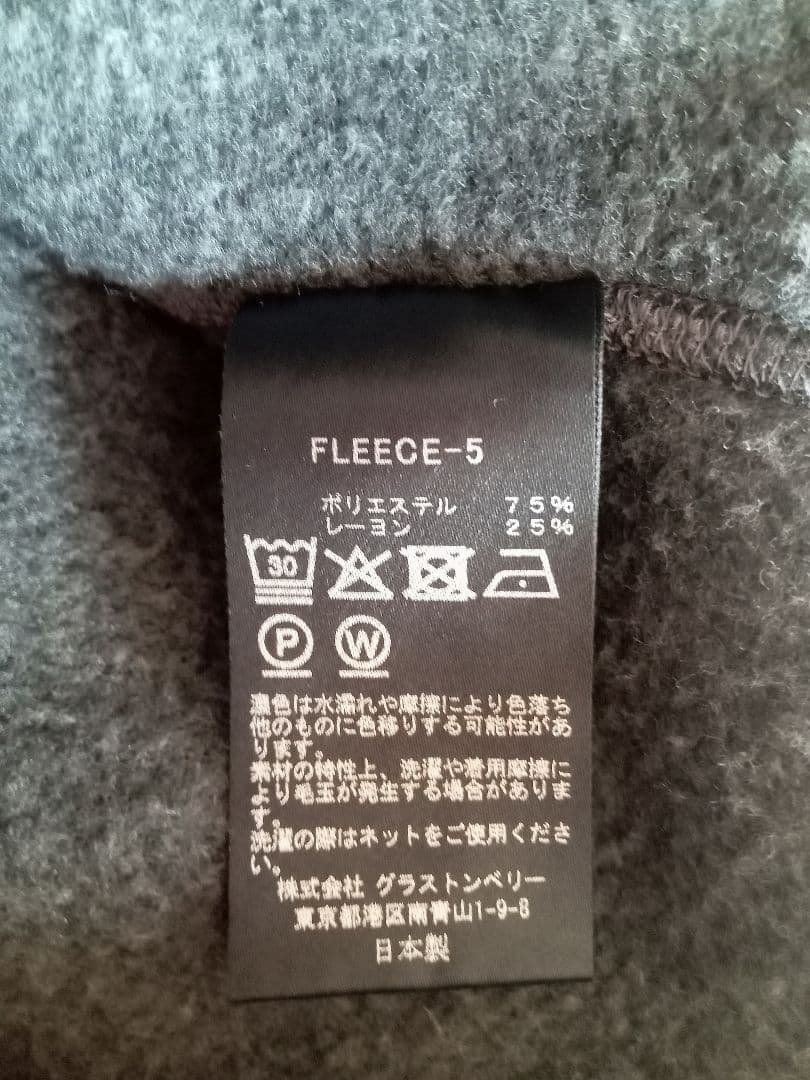 FLEECE-5
ポリエステル 75%
レーヨン 25%
30
P W
濃色は水濡れや摩擦により色落ち
他のものに色移りする可能性があ
ります。
素材の特性上、洗濯や着用摩擦に
より毛玉が発生する場合がありま
す。
洗濯の際はネットをご使用くださ
い。
株式会社 グラストンベリー
東京都港区南青山1-9-8
日本製